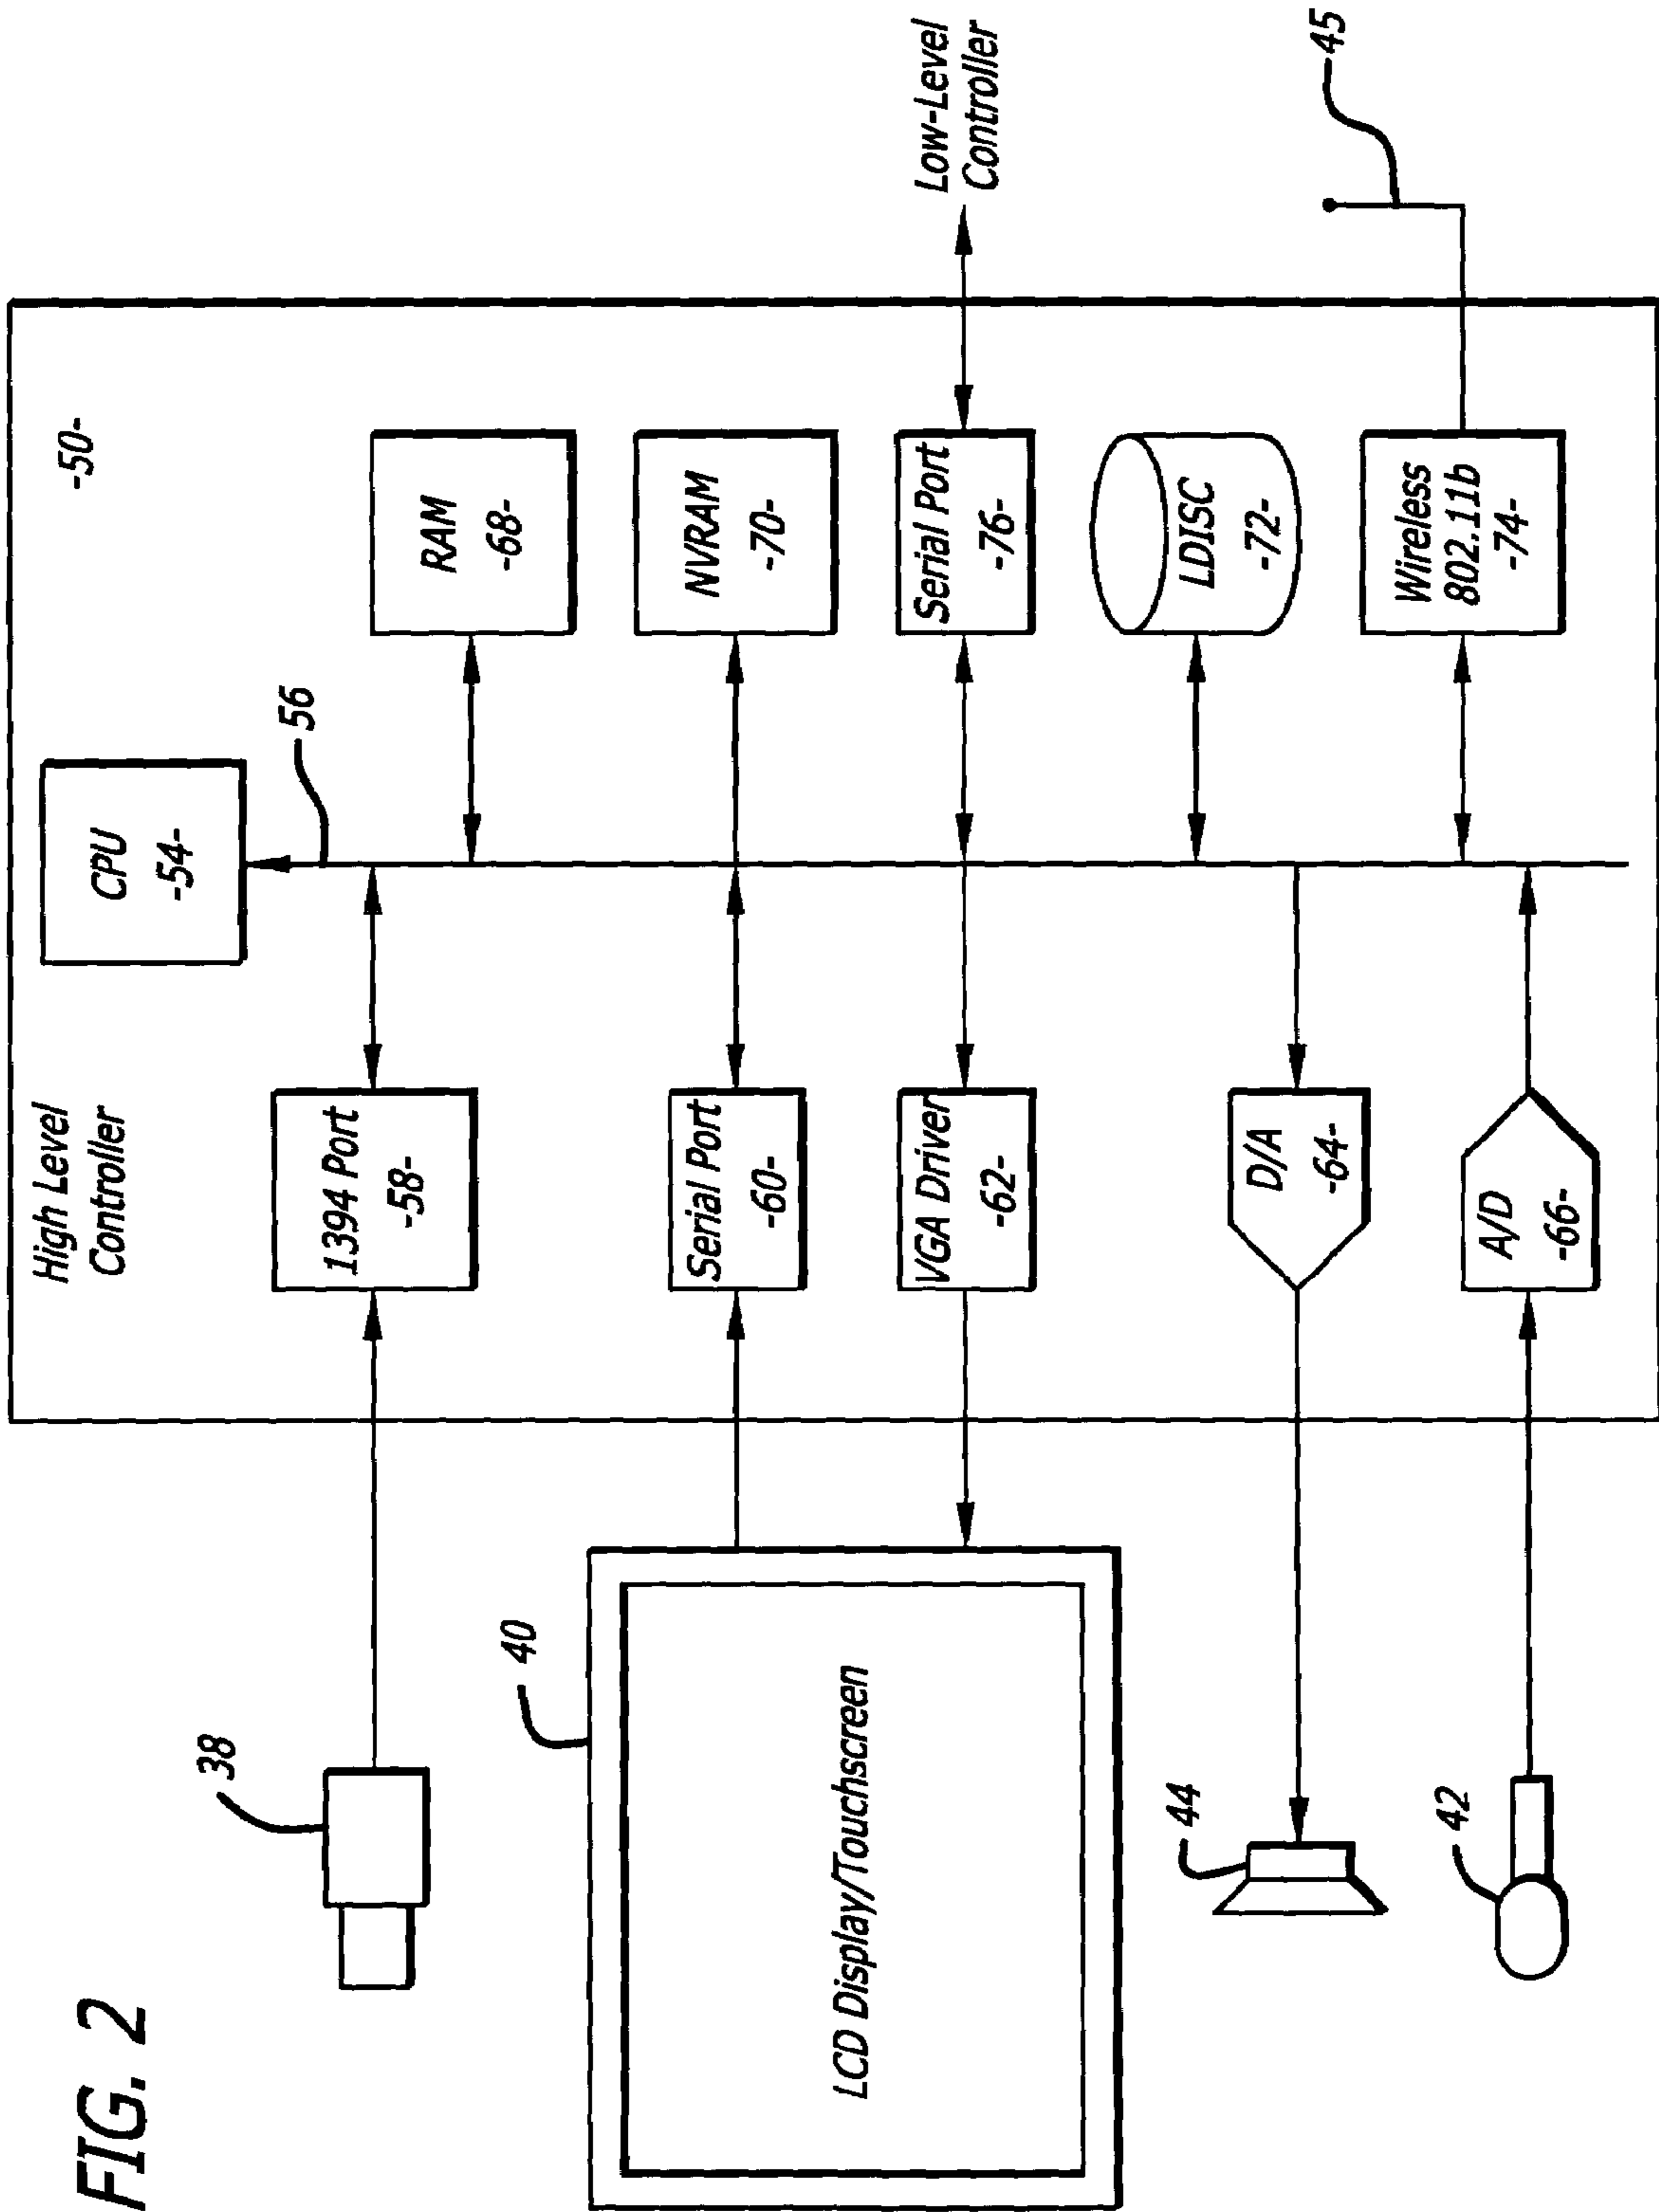 FIG. 2
High Level
Controller
-50-
CPU
-54-
56
38
1394 Port
-58-
RAM
-68-
40
LCD Display/Touchscreen
Serial Port
-60-
NVRAM
-70-
VGA Driver
-62-
Serial Port
-76-
Low-Level
Controller
LDISC
-72-
44
D/A
-64-
42
A/D
-66-
Wireless
802.11b
-74-
45